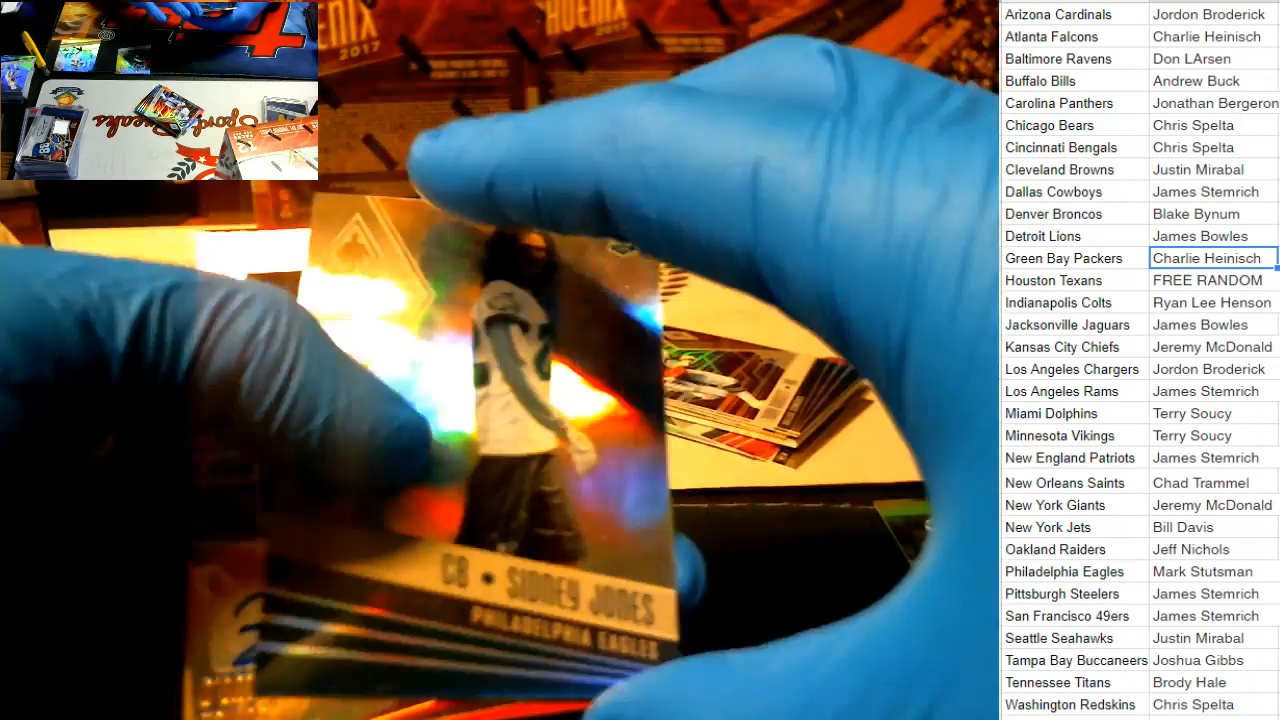 ENIX
2017
PHOENIX
2017
Sport
Breaks
CB • SIDNEY JONES
PHILADELPHIA EAGLES
Arizona Cardinals Jordon Broderick
Atlanta Falcons Charlie Heinisch
Baltimore Ravens Don LArsen
Buffalo Bills Andrew Buck
Carolina Panthers Jonathan Bergeron
Chicago Bears Chris Spelta
Cincinnati Bengals Chris Spelta
Cleveland Browns Justin Mirabal
Dallas Cowboys James Stemrich
Denver Broncos Blake Bynum
Detroit Lions James Bowles
Green Bay Packers Charlie Heinisch
Houston Texans FREE RANDOM
Indianapolis Colts Ryan Lee Henson
Jacksonville Jaguars James Bowles
Kansas City Chiefs Jeremy McDonald
Los Angeles Chargers Jordon Broderick
Los Angeles Rams James Stemrich
Miami Dolphins Terry Soucy
Minnesota Vikings Terry Soucy
New England Patriots James Stemrich
New Orleans Saints Chad Trammel
New York Giants Jeremy McDonald
New York Jets Bill Davis
Oakland Raiders Jeff Nichols
Philadelphia Eagles Mark Stutsman
Pittsburgh Steelers James Stemrich
San Francisco 49ers James Stemrich
Seattle Seahawks Justin Mirabal
Tampa Bay Buccaneers Joshua Gibbs
Tennessee Titans Brody Hale
Washington Redskins Chris Spelta